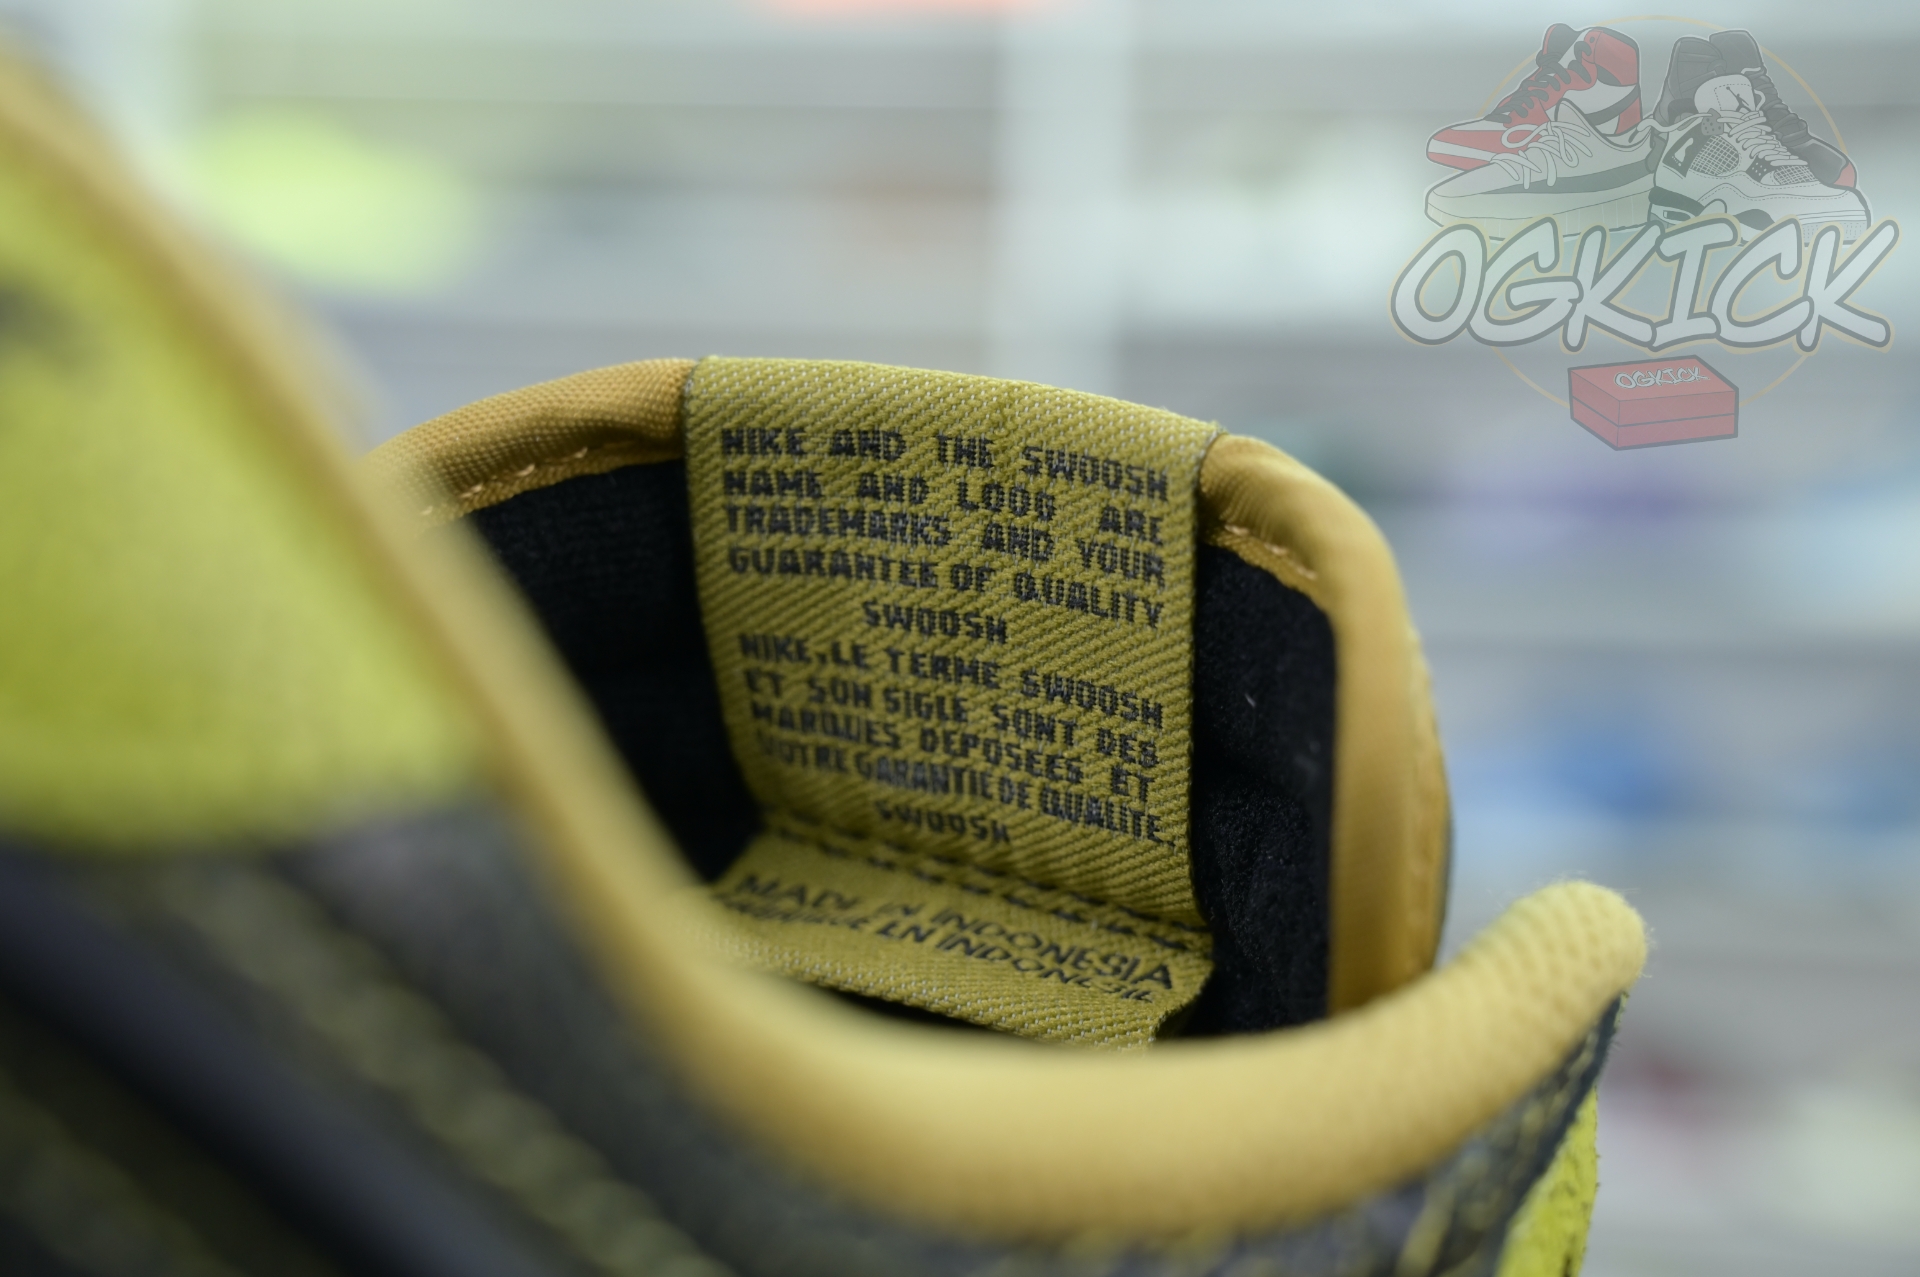 OGKICK
OGKICK
NIKE AND THE SWOOSH
NAME AND LOOG ARE
TRADEMARKS AND YOUR
GUARANTEE OF QUALITY
SWOOSH
NIKE, LE TERME SWOOSH
ET SON SIGLE SONT DES
MARQUES DEPOSEES ET
VOTRE GARANTIE DE QUALITE.
SWOOSH
MADE IN INDONESIA